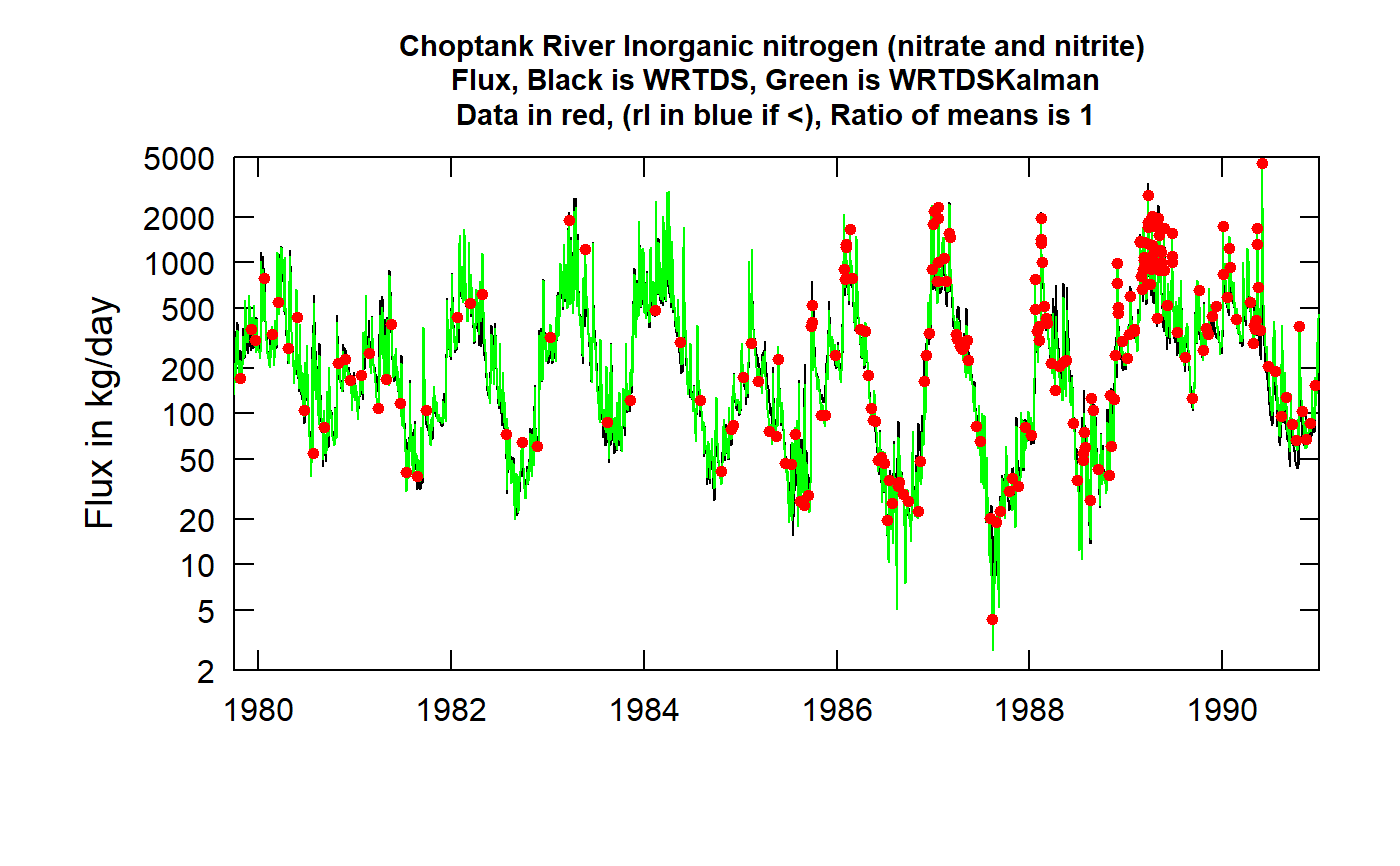 Choptank River Inorganic nitrogen (nitrate and nitrite)
Flux, Black is WRTDS, Green is WRTDSKalman
Data in red, (rl in blue if <), Ratio of means is 1
Flux in kg/day
5000
2000
1000
500
200
100
50
20
10
5
2
1980 1982 1984 1986 1988 1990